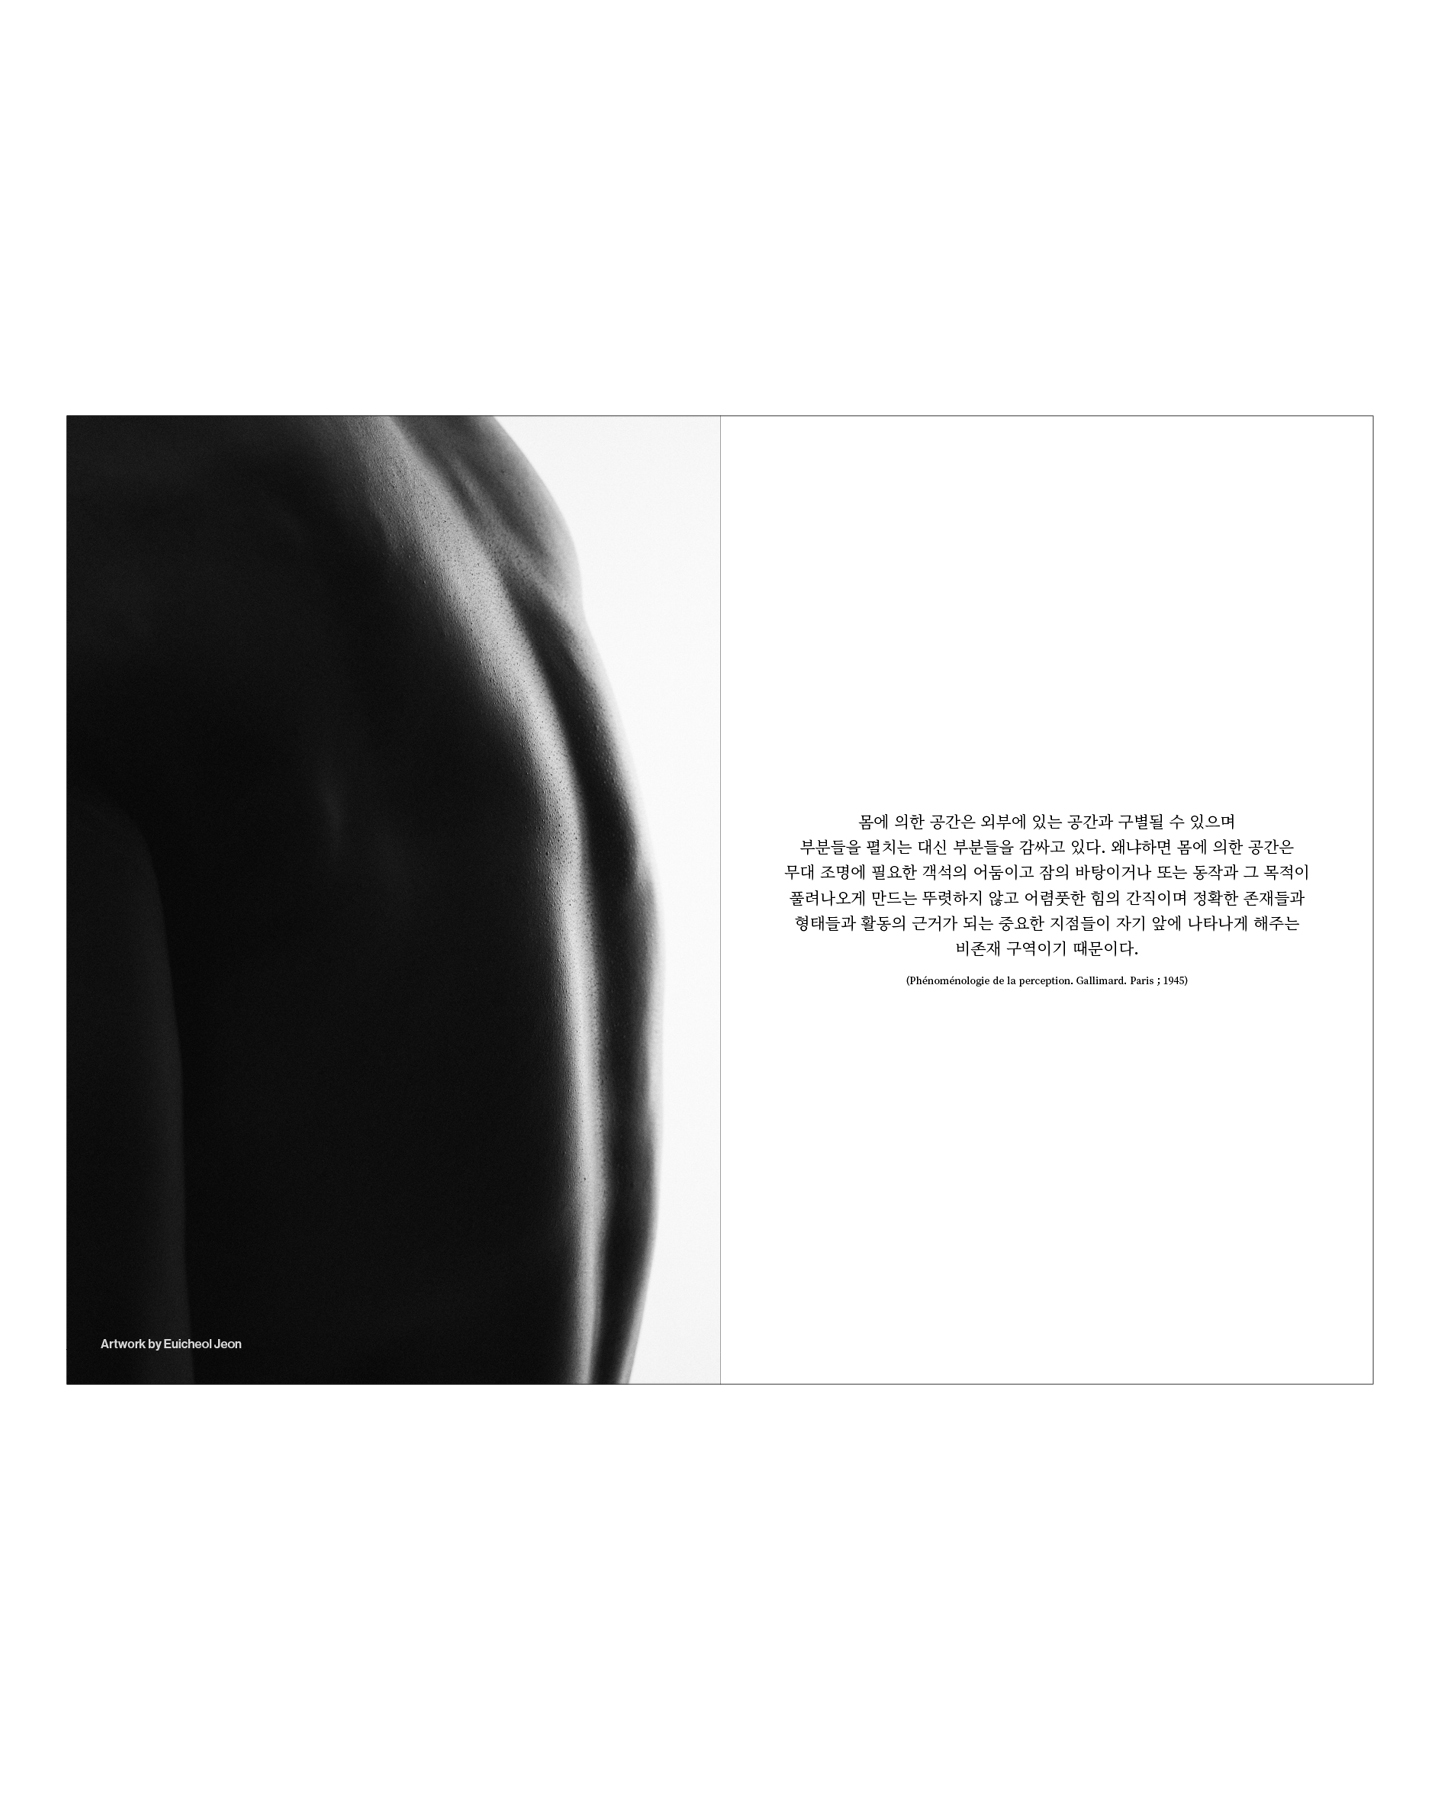 Artwork by Euicheol Jeon
몸에 의한 공간은 외부에 있는 공간과 구별될 수 있으며
부분들을 펼치는 대신 부분들을 감싸고 있다. 왜냐하면 몸에 의한 공간은
무대 조명에 필요한 객석의 어둠이고 잠의 바탕이거나 또는 동작과 그 목적이
풀려나오게 만드는 뚜렷하지 않고 어렴풋한 힘의 간직이며 정확한 존재들과
형태들과 활동의 근거가 되는 중요한 지점들이 자기 앞에 나타나게 해주는
비존재 구역이기 때문이다.
(Phénoménologie de la perception. Gallimard. Paris ; 1945)